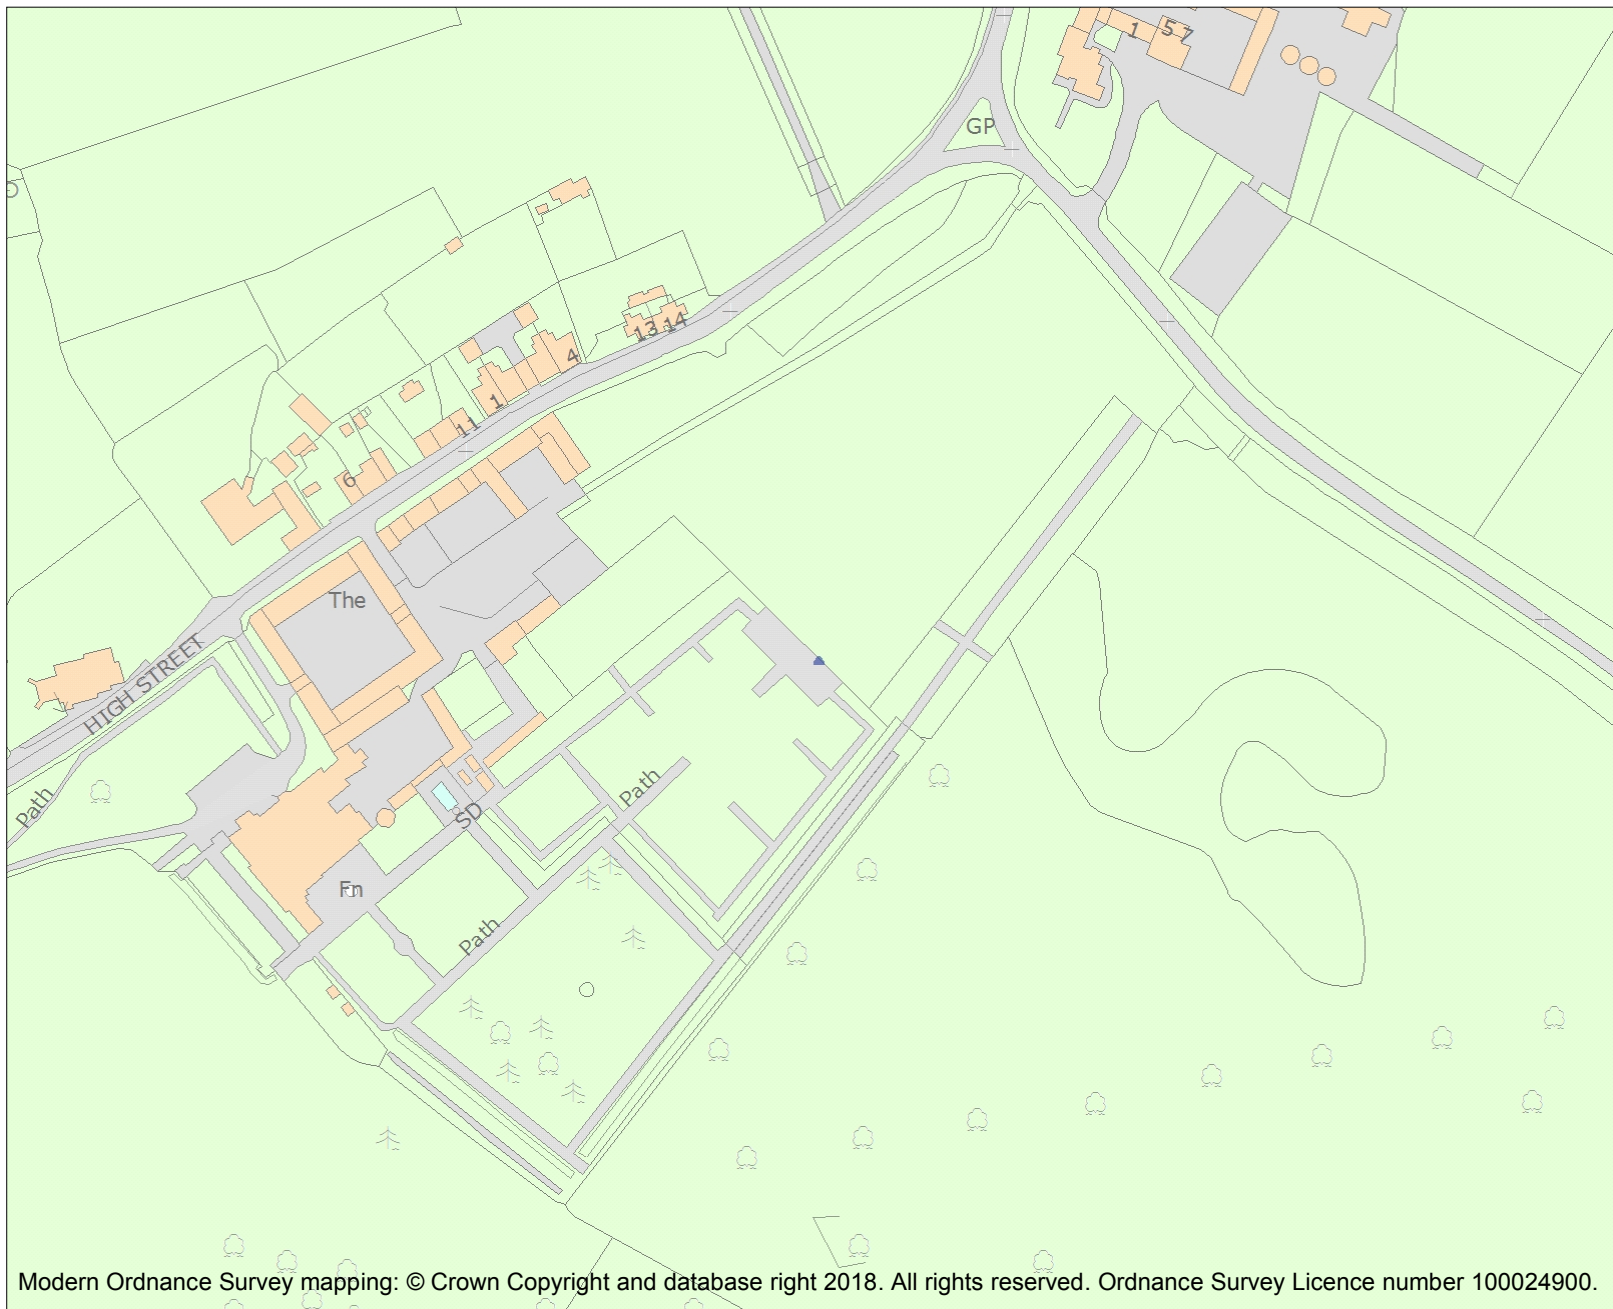 1
5 7
GP
13 14
4
1
11
6
The
HIGH STREET
Path
Path
SD
Fn
Path
Modern Ordnance Survey mapping: © Crown Copyright and database right 2018. All rights reserved. Ordnance Survey Licence number 100024900.